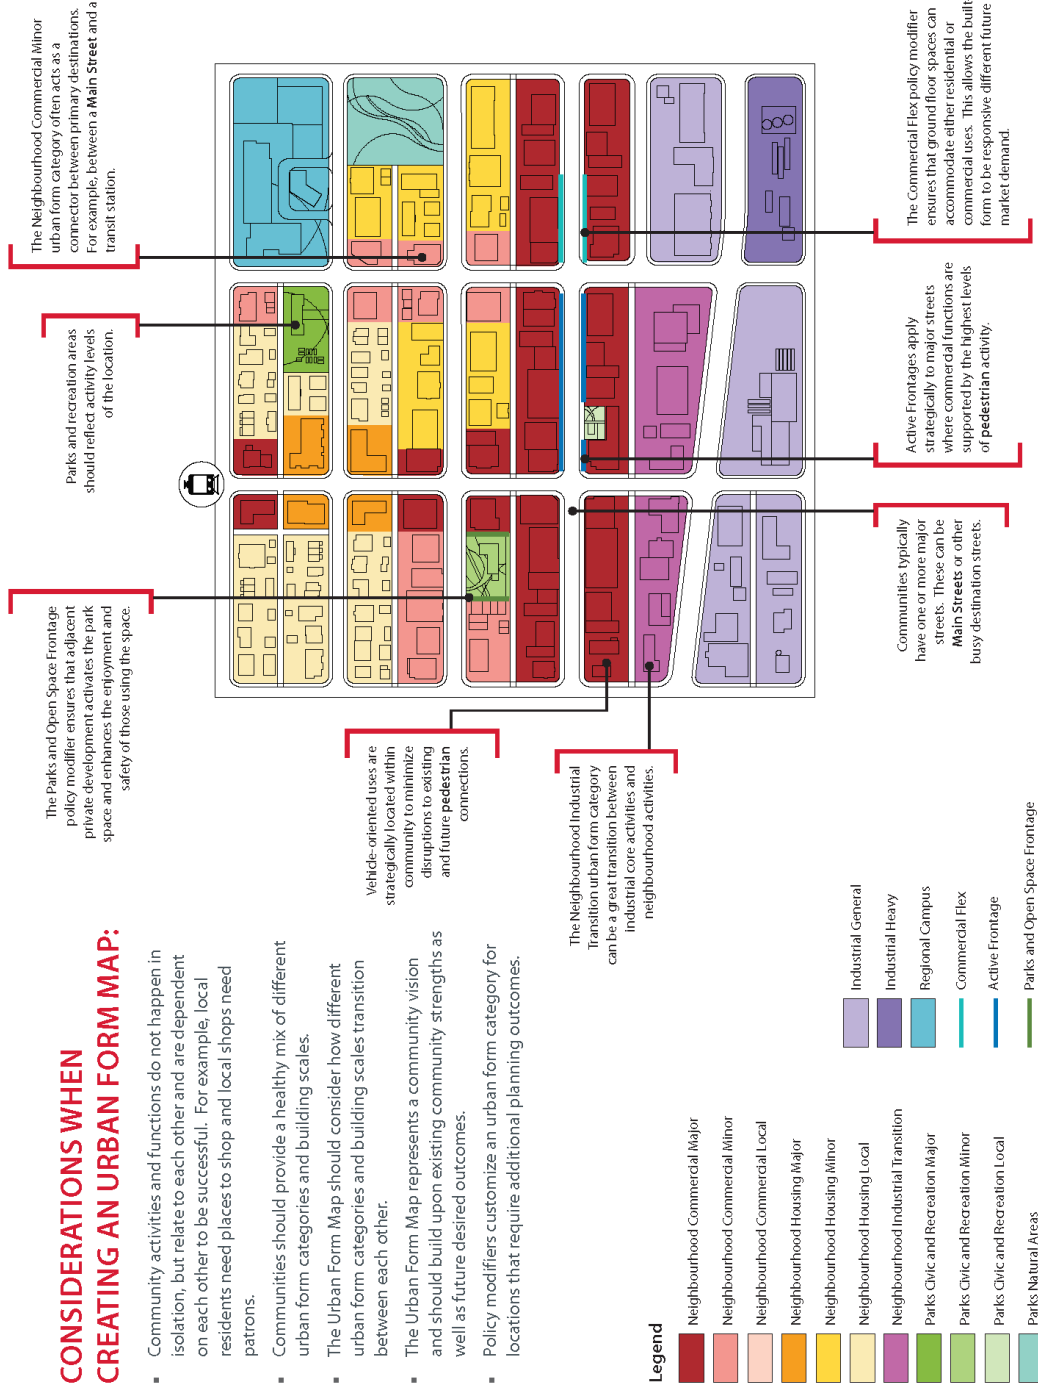 CONSIDERATIONS WHEN
CREATING AN URBAN FORM MAP:
▪ Community activities and functions do not happen in
isolation, but relate to each other and are dependent
on each other to be successful. For example, local
residents need places to shop and local shops need
patrons.
▪ Communities should provide a healthy mix of different
urban form categories and building scales.
▪ The Urban Form Map should consider how different
urban form categories and building scales transition
between each other.
▪ The Urban Form Map represents a community vision
and should build upon existing community strengths as
well as future desired outcomes.
▪ Policy modifiers customize an urban form category for
locations that require additional planning outcomes.
The Parks and Open Space Frontage
policy modifier ensures that adjacent
private development activates the park
space and enhances the enjoyment and
safety of those using the space.
Parks and recreation areas
should reflect activity levels
of the location.
The Neighbourhood Commercial Minor
urban form category often acts as a
connector between primary destinations.
For example, between a Main Street and a
transit station.
Vehicle-oriented uses are
strategically located within
community to minimize
disruptions to existing
and future pedestrian
connections.
The Neighbourhood Industrial
Transition urban form category
can be a great transition between
industrial core activities and
neighbourhood activities.
Communities typically
have one or more major
streets. These can be
Main Streets or other
busy destination streets.
Active Frontages apply
strategically to major streets
where commercial functions are
supported by the highest levels
of pedestrian activity.
The Commercial Flex policy modifier
ensures that ground floor spaces can
accommodate either residential or
commercial uses. This allows the built
form to be responsive different future
market demand.
Legend
Neighbourhood Commercial Major
Neighbourhood Commercial Minor
Neighbourhood Commercial Local
Neighbourhood Housing Major
Neighbourhood Housing Minor
Neighbourhood Housing Local
Neighbourhood Industrial Transition
Parks Civic and Recreation Major
Parks Civic and Recreation Minor
Parks Civic and Recreation Local
Parks Natural Areas
Industrial General
Industrial Heavy
Regional Campus
Commercial Flex
Active Frontage
Parks and Open Space Frontage